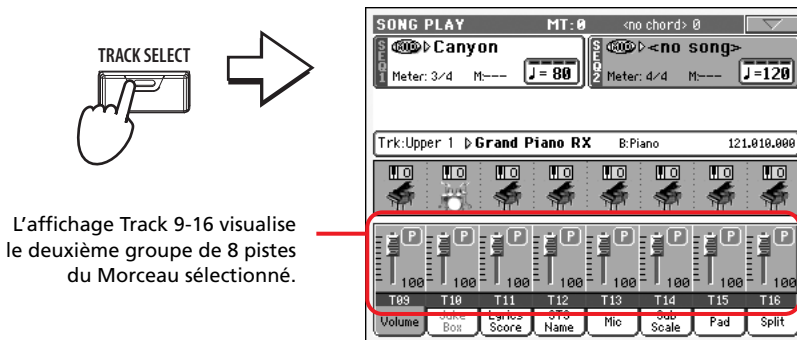 TRACK SELECT
L’affichage Track 9-16 visualise
le deuxième groupe de 8 pistes
du Morceau sélectionné.
SONG PLAY MT:0 <no chord> 0
SEQ1 Canyon
Meter: 3/4 M:--- ♩= 80
SEQ2 <no song>
Meter: 4/4 M:--- ♩=120
Trk:Upper 1 Grand Piano RX B:Piano 121.010.000
P P P P P P P P
100 100 100 100 100 100 100 100
T09 T10 T11 T12 T13 T14 T15 T16
Volume Juke Box Lyrics Score STS Name Mic Sub Scale Pad Split